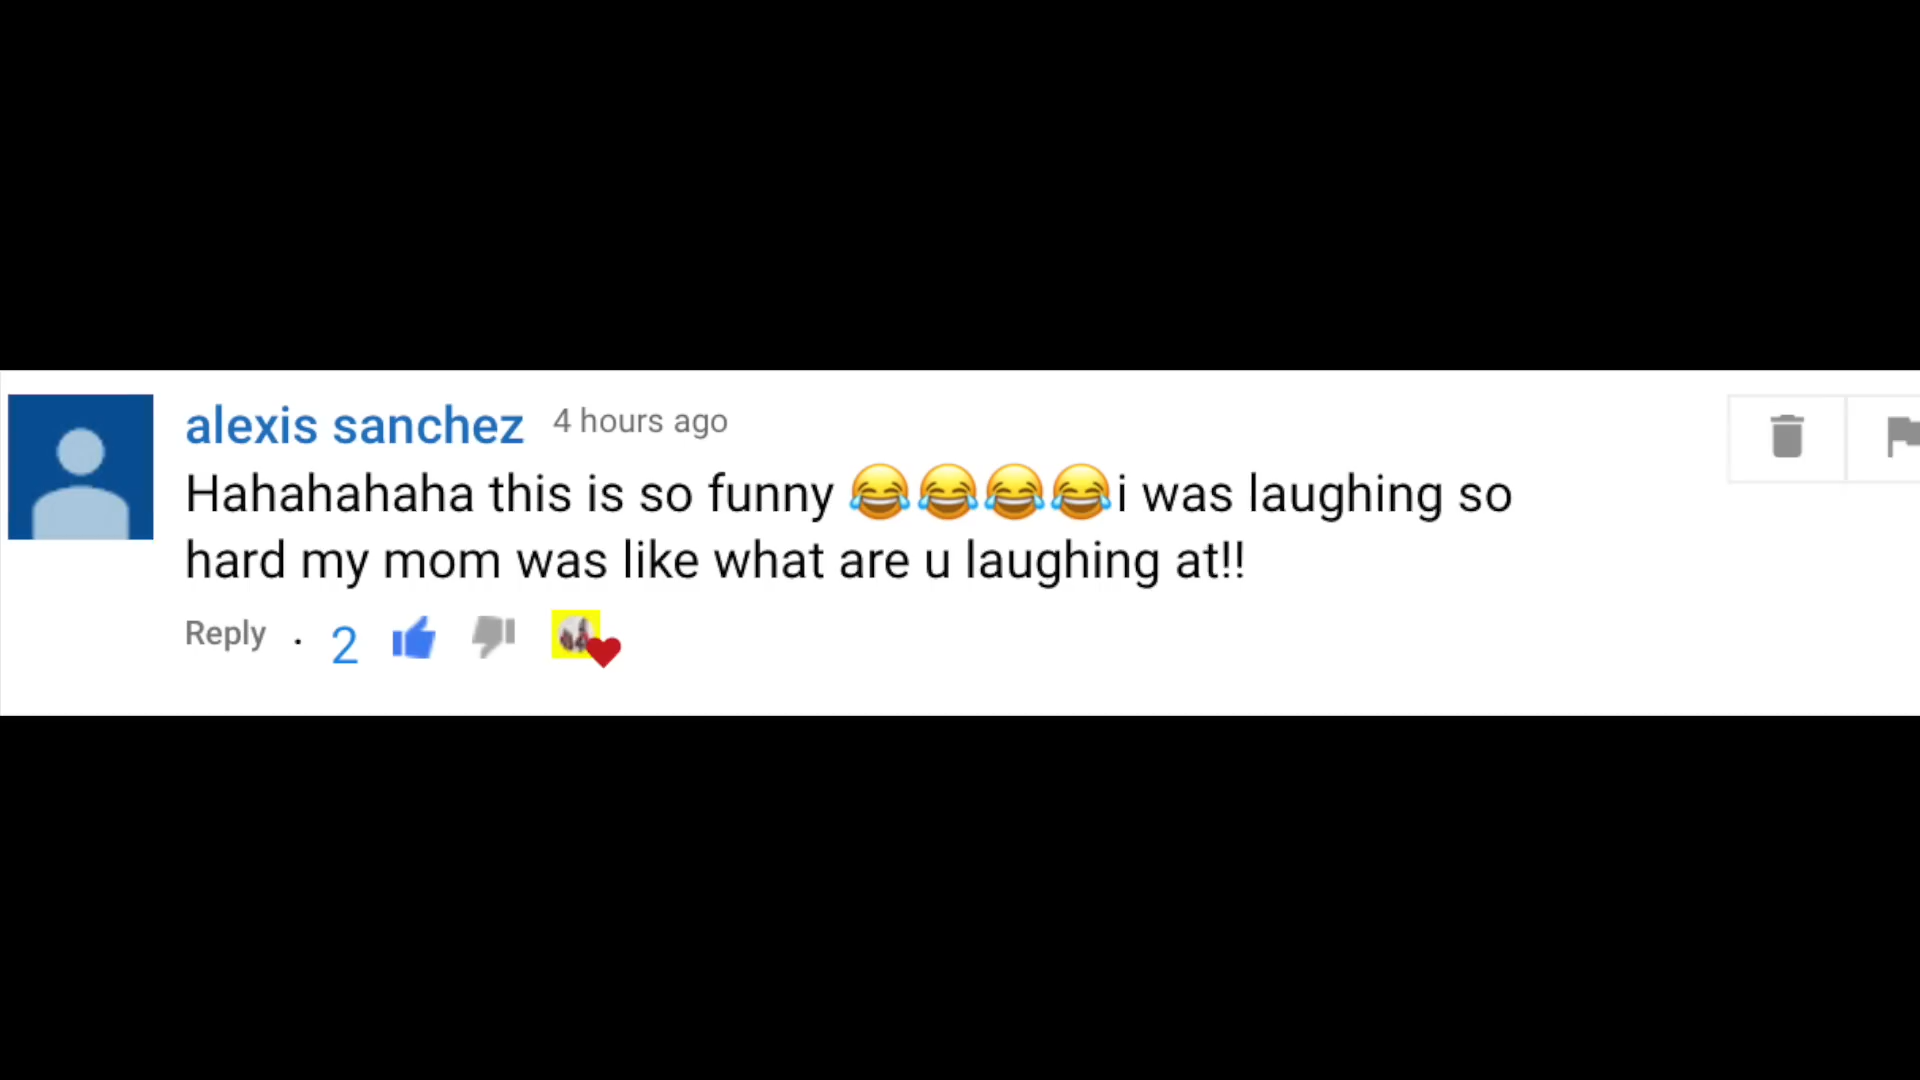 alexis sanchez 4 hours ago
Hahahahaha this is so funny 😂😂😂😂i was laughing so
hard my mom was like what are u laughing at!!
Reply . 2